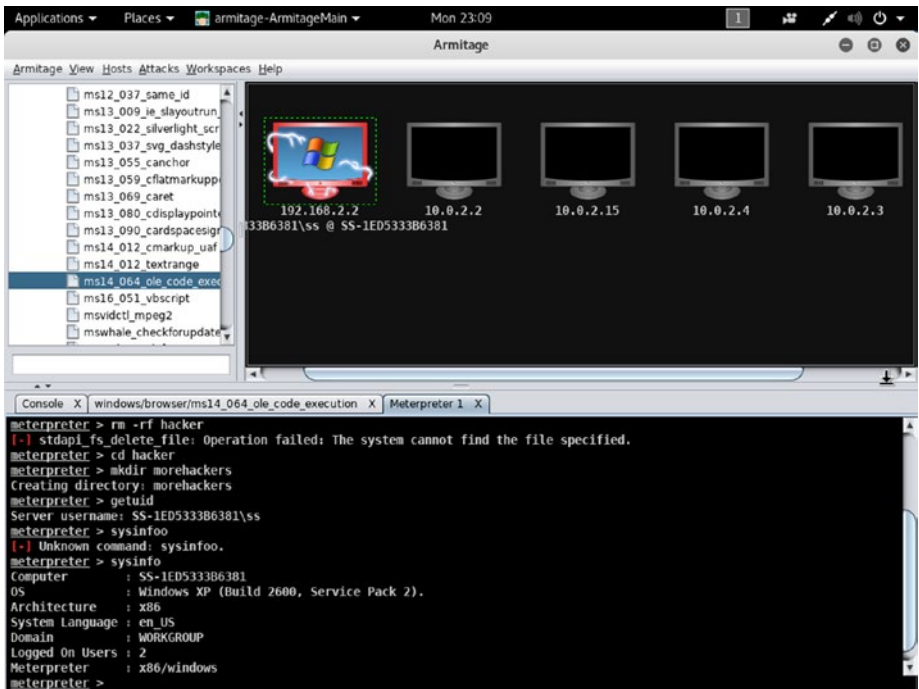 Applications Places armitage-ArmitageMain Mon 23:09 1
Armitage
Armitage View Hosts Attacks Workspaces Help
ms12_037_same_id
ms13_009_ie_slayoutrun_
ms13_022_silverlight_scr
ms13_037_svg_dashstyle
ms13_055_canchor
ms13_059_cflatmarkuppo
ms13_069_caret
ms13_080_cdisplaypointe
ms13_090_cardspacesign
ms14_012_cmarkup_uaf
ms14_012_textrange
ms14_064_ole_code_exec
ms16_051_vbscript
msvidctl_mpeg2
mswhale_checkforupdate
192.168.2.2 10.0.2.2 10.0.2.15 10.0.2.4 10.0.2.3
333B6381\ss @ SS-1ED5333B6381
Console X windows/browser/ms14_064_ole_code_execution X Meterpreter 1 X
meterpreter > rm -rf hacker
[-] stdapi_fs_delete_file: Operation failed: The system cannot find the file specified.
meterpreter > cd hacker
meterpreter > mkdir morehackers
Creating directory: morehackers
meterpreter > getuid
Server username: SS-1ED5333B6381\ss
meterpreter > sysinfoo
[-] Unknown command: sysinfoo.
meterpreter > sysinfo
Computer : SS-1ED5333B6381
OS : Windows XP (Build 2600, Service Pack 2).
Architecture : x86
System Language : en_US
Domain : WORKGROUP
Logged On Users : 2
Meterpreter : x86/windows
meterpreter >